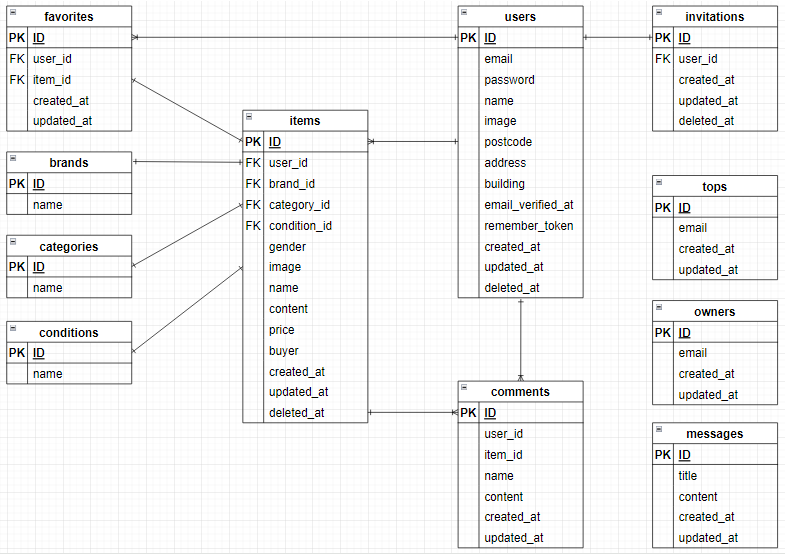 favorites
PK ID
FK user_id
FK item_id
created_at
updated_at
brands
PK ID
name
categories
PK ID
name
conditions
PK ID
name
items
PK ID
FK user_id
FK brand_id
FK category_id
FK condition_id
gender
image
name
content
price
buyer
created_at
updated_at
deleted_at
users
PK ID
email
password
name
image
postcode
address
building
email_verified_at
remember_token
created_at
updated_at
deleted_at
comments
PK ID
user_id
item_id
name
content
created_at
updated_at
invitations
PK ID
FK user_id
created_at
updated_at
deleted_at
tops
PK ID
email
created_at
updated_at
owners
PK ID
email
created_at
updated_at
messages
PK ID
title
content
created_at
updated_at